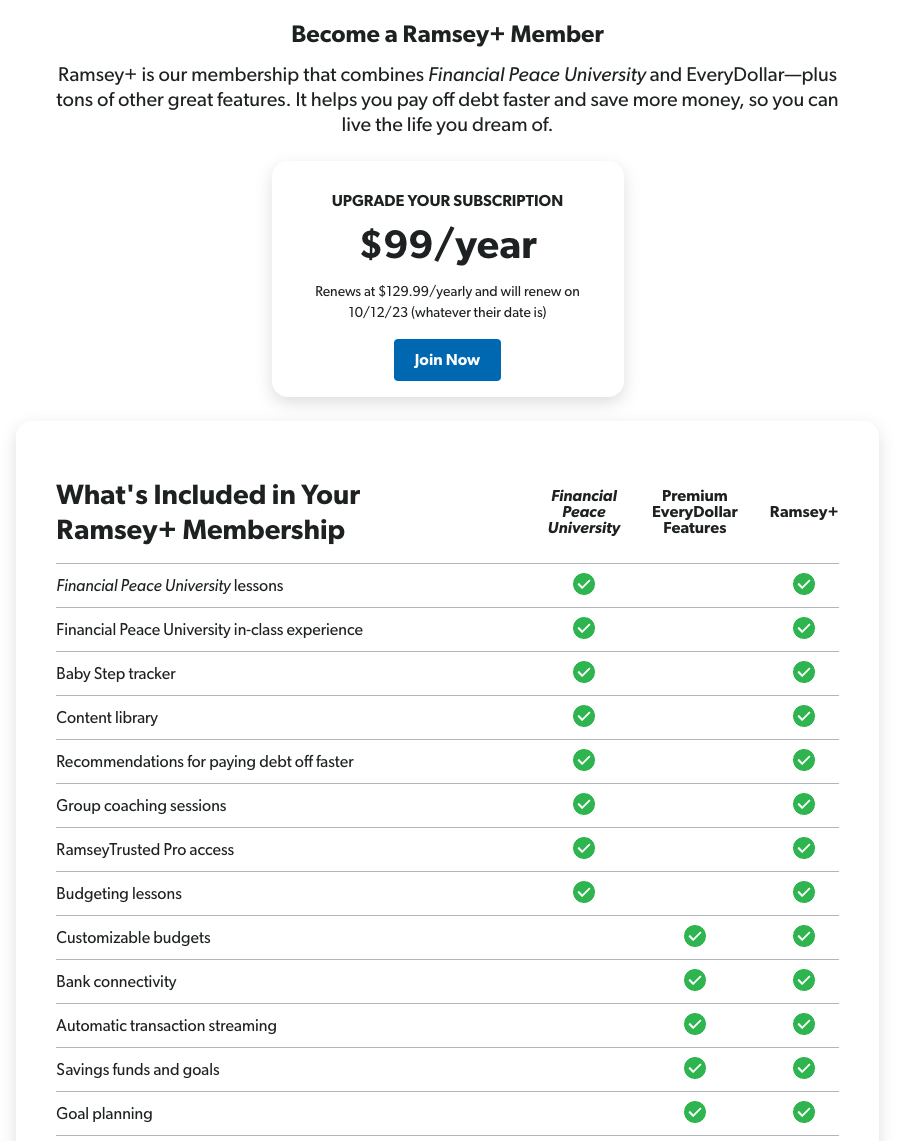 Become a Ramsey+ Member
Ramsey+ is our membership that combines Financial Peace University and EveryDollar—plus
tons of other great features. It helps you pay off debt faster and save more money, so you can
live the life you dream of.
UPGRADE YOUR SUBSCRIPTION
$99/year
Renews at $129.99/yearly and will renew on
10/12/23 (whatever their date is)
Join Now
What's Included in Your
Ramsey+ Membership
Financial
Peace
University
Premium
EveryDollar
Features
Ramsey+
Financial Peace University lessons
Financial Peace University in-class experience
Baby Step tracker
Content library
Recommendations for paying debt off faster
Group coaching sessions
RamseyTrusted Pro access
Budgeting lessons
Customizable budgets
Bank connectivity
Automatic transaction streaming
Savings funds and goals
Goal planning